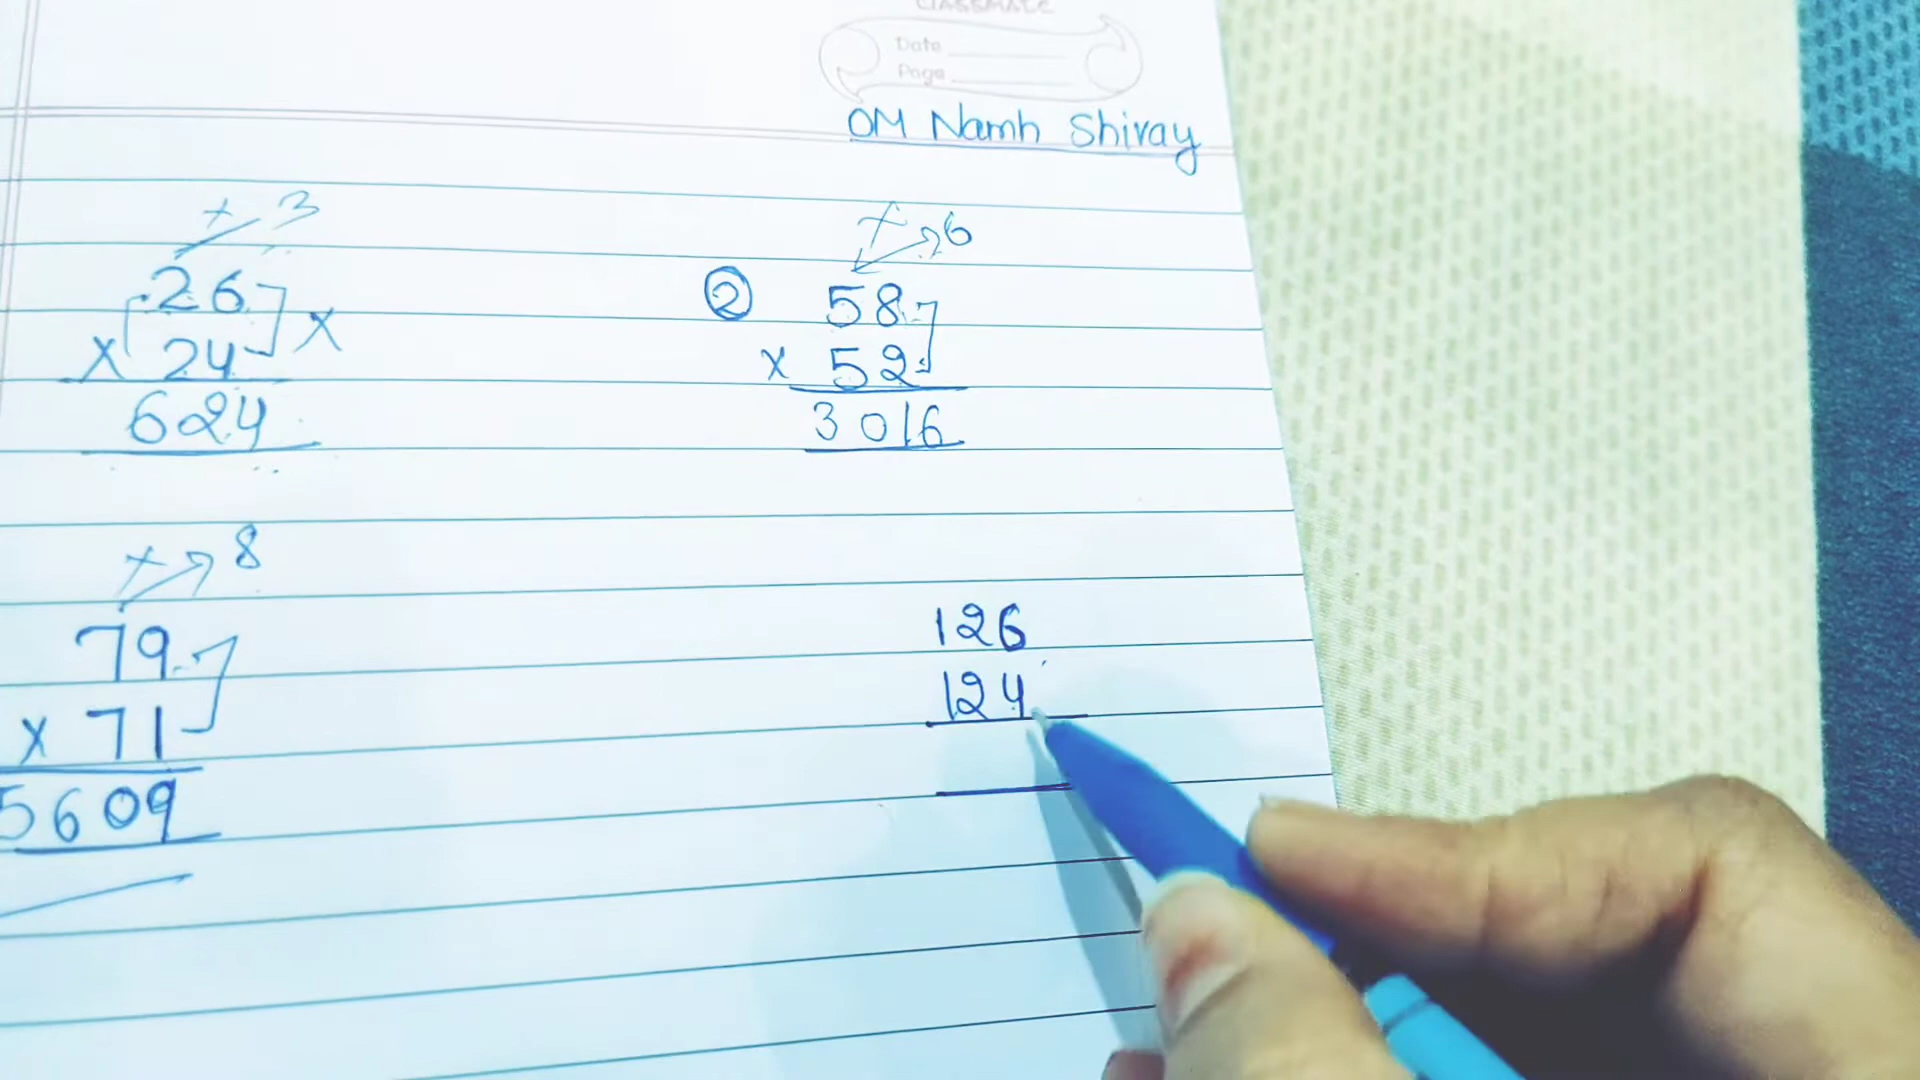 CLASSMATE
Date
Page
OM Namh Shivay
× 3
26
× 24 ×
624
× 6
② 58
× 52
3016
× 8
79
× 71
5609
126
124